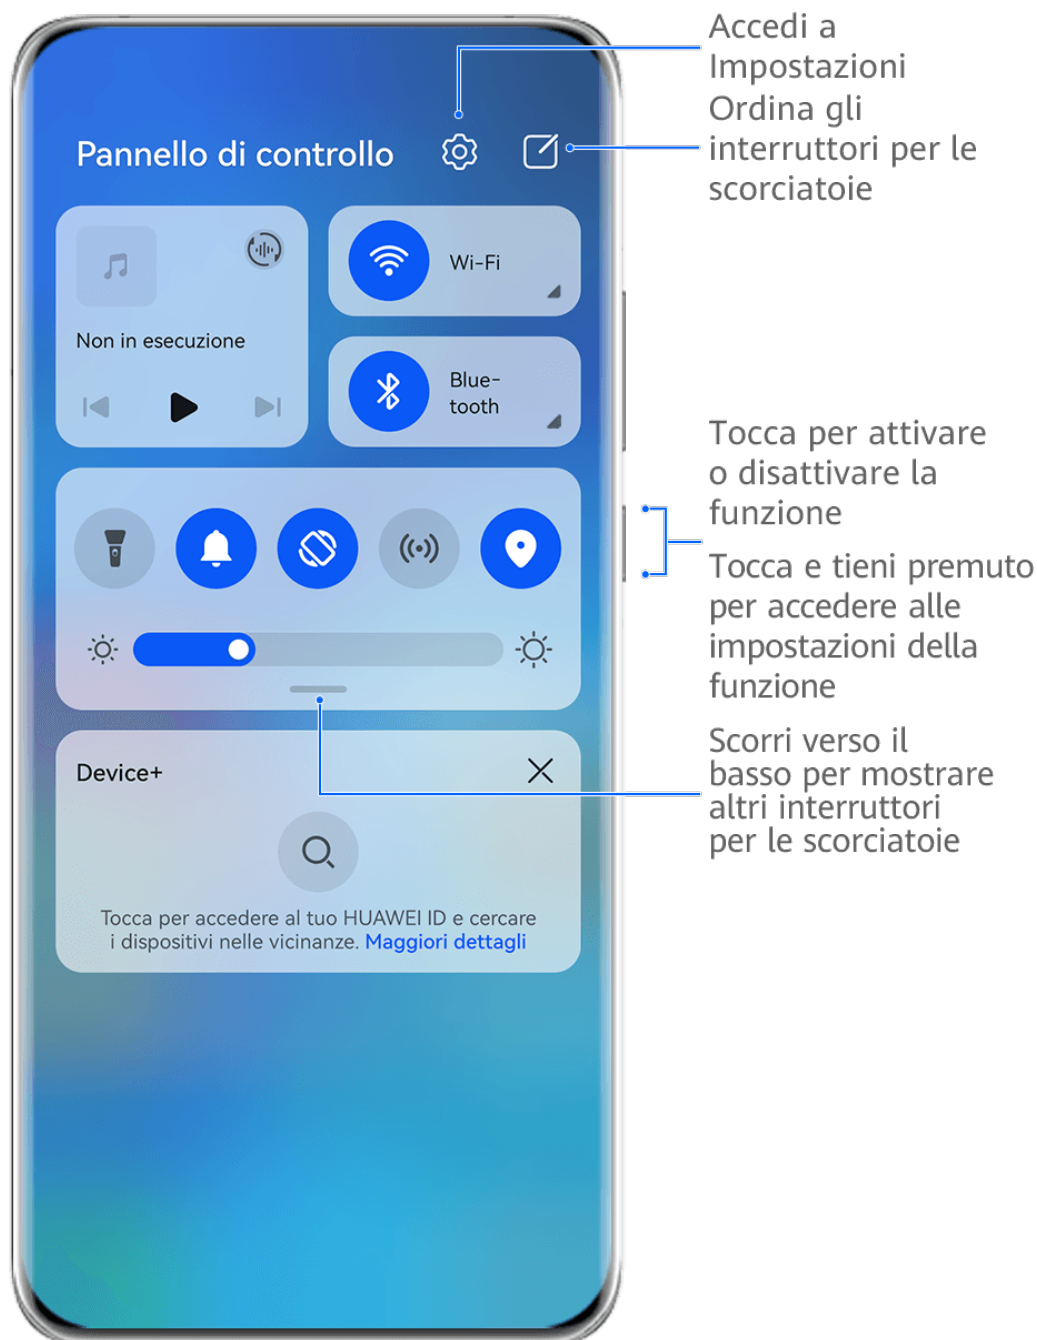 Accedi a
Impostazioni
Ordina gli
interruttori per le
scorciatoie
Pannello di controllo
Non in esecuzione
Wi-Fi
Blue-
tooth
Tocca per attivare
o disattivare la
funzione
Tocca e tieni premuto
per accedere alle
impostazioni della
funzione
Scorri verso il
basso per mostrare
altri interruttori
per le scorciatoie
Device+
Tocca per accedere al tuo HUAWEI ID e cercare
i dispositivi nelle vicinanze. Maggiori dettagli